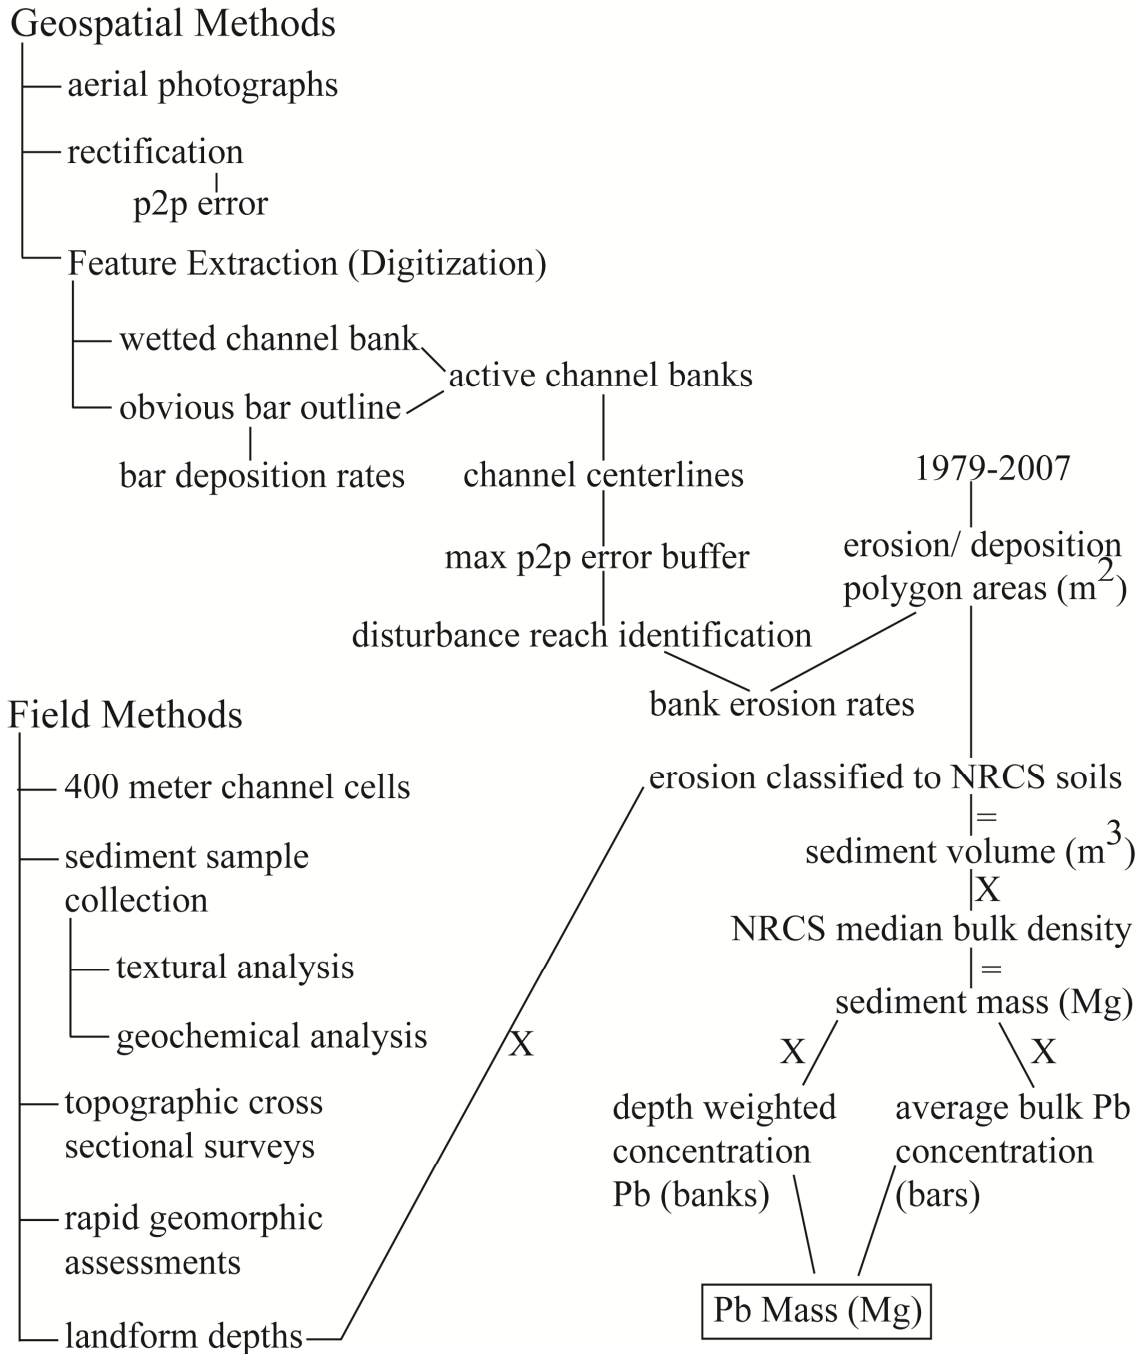 Geospatial Methods
aerial photographs
rectification
p2p error
Feature Extraction (Digitization)
wetted channel bank
active channel banks
obvious bar outline
bar deposition rates
channel centerlines
1979-2007
max p2p error buffer
erosion/ deposition
polygon areas (m²)
disturbance reach identification
bank erosion rates
Field Methods
400 meter channel cells
sediment sample
collection
textural analysis
geochemical analysis
topographic cross
sectional surveys
rapid geomorphic
assessments
landform depths
X
erosion classified to NRCS soils
=
sediment volume (m³)
X
NRCS median bulk density
=
sediment mass (Mg)
X
X
depth weighted
concentration
Pb (banks)
average bulk Pb
concentration
(bars)
Pb Mass (Mg)